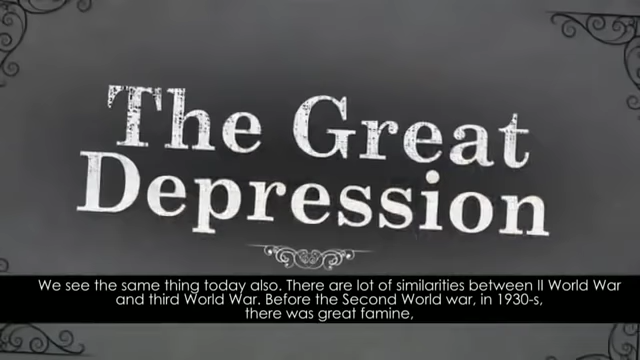 The Great
Depression
We see the same thing today also. There are lot of similarities between II World War
and third World War. Before the Second World war, in 1930-s,
there was great famine,